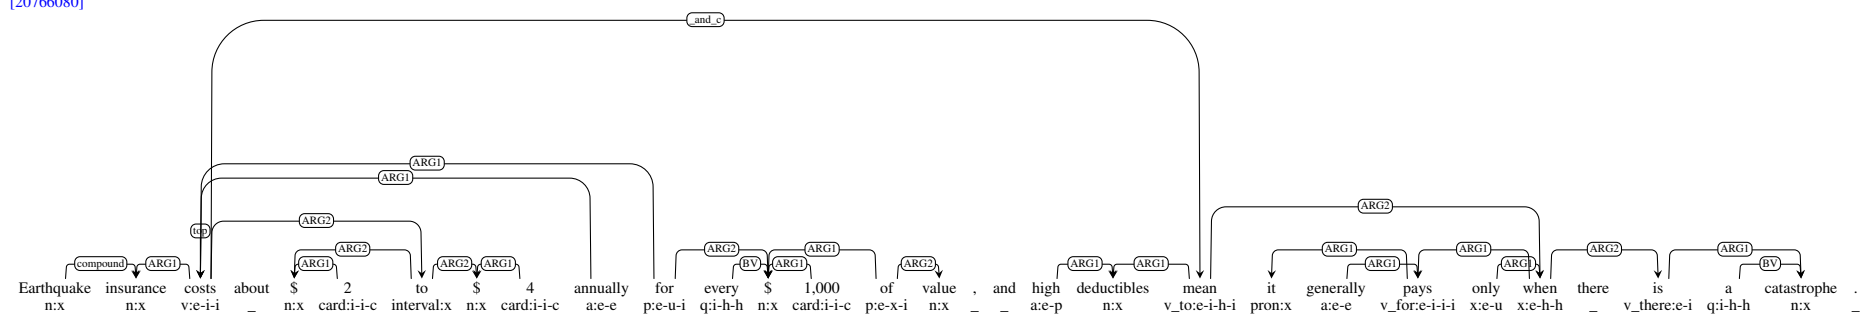 [20766080]
_and_c
ARG1
ARG1
ARG2
ARG2
top
ARG2 ARG2 ARG1 ARG1 ARG1 ARG2 ARG1
compound ARG1 ARG1 ARG2 ARG1 BV ARG1 ARG2 ARG1 ARG1 ARG1 ARG1 BV
Earthquake insurance costs about $ 2 to $ 4 annually for every $ 1,000 of value , and high deductibles mean it generally pays only when there is a catastrophe .
n:x n:x v:e-i-i _ n:x card:i-i-c interval:x n:x card:i-i-c a:e-e p:e-u-i q:i-h-h n:x card:i-i-c p:e-x-i n:x _ _ a:e-p n:x v_to:e-i-h-i pron:x a:e-e v_for:e-i-i-i x:e-u x:e-h-h _ v_there:e-i q:i-h-h n:x _